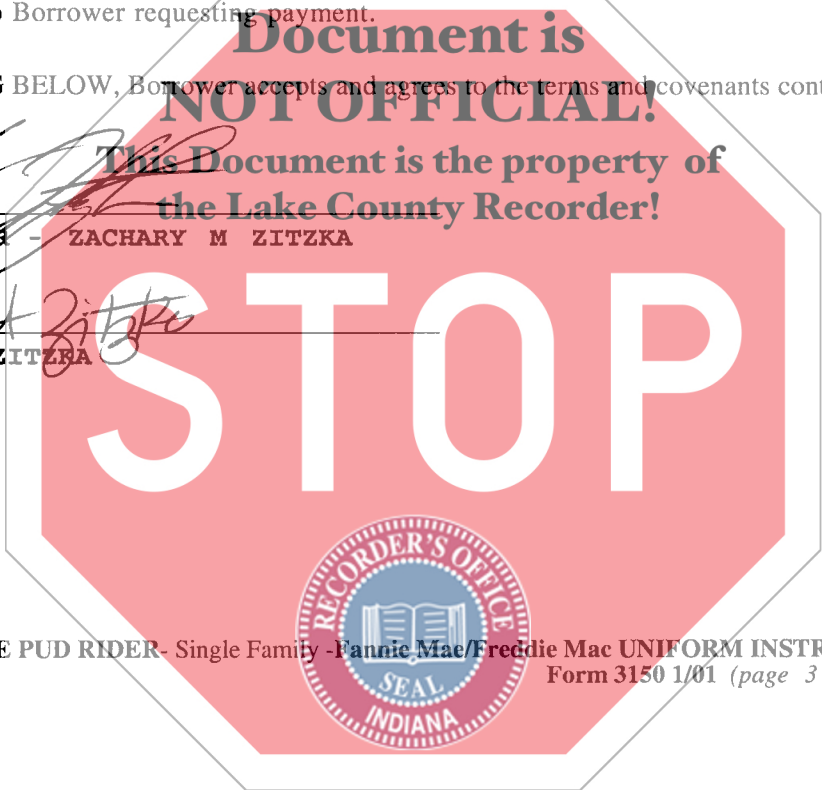 Borrower requesting payment.
Document is
BELOW, Borrower accepts and agrees to the terms and covenants cont
NOT OFFICIAL!
This Document is the property of
the Lake County Recorder!
- ZACHARY M ZITZKA
Zitzka
ZITZKA
STOP
RECORDER'S OFFICE
SEAL
INDIANA
E PUD RIDER- Single Family -Fannie Mae/Freddie Mac UNIFORM INSTR
Form 3150 1/01 (page 3